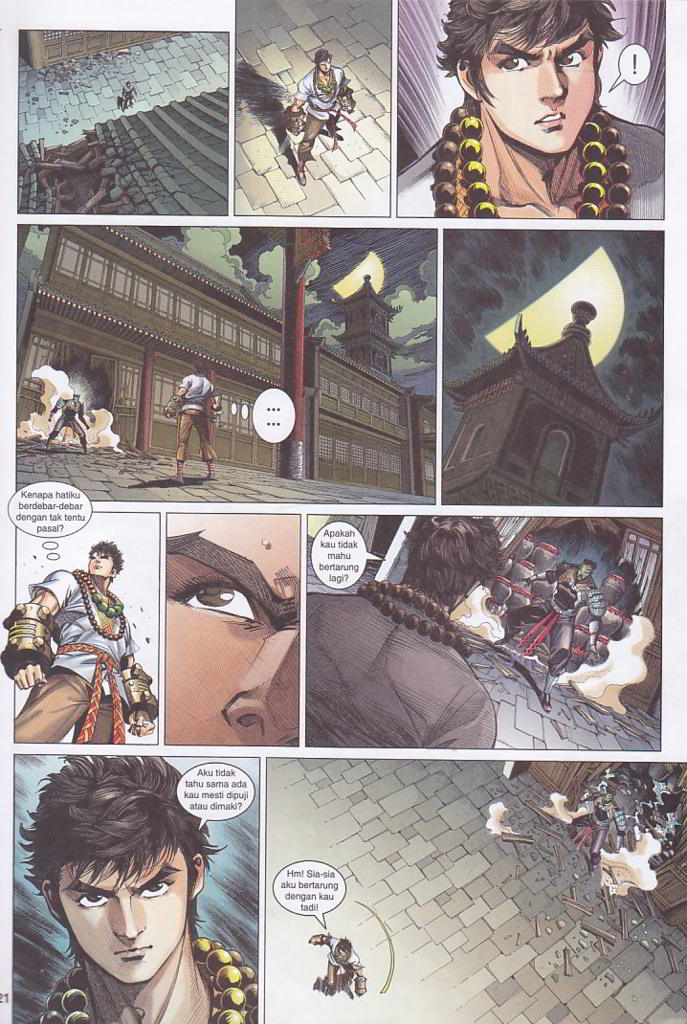 !
... ...
Kenapa hatiku
berdebar-debar
dengan tak tentu
pasal?
Apakah
kau tidak
mahu
bertarung
lagi?
Aku tidak
tahu sama ada
kau mesti dipuji
atau dimaki?
Hm! Sia-sia
aku bertarung
dengan kau
tadi!
21